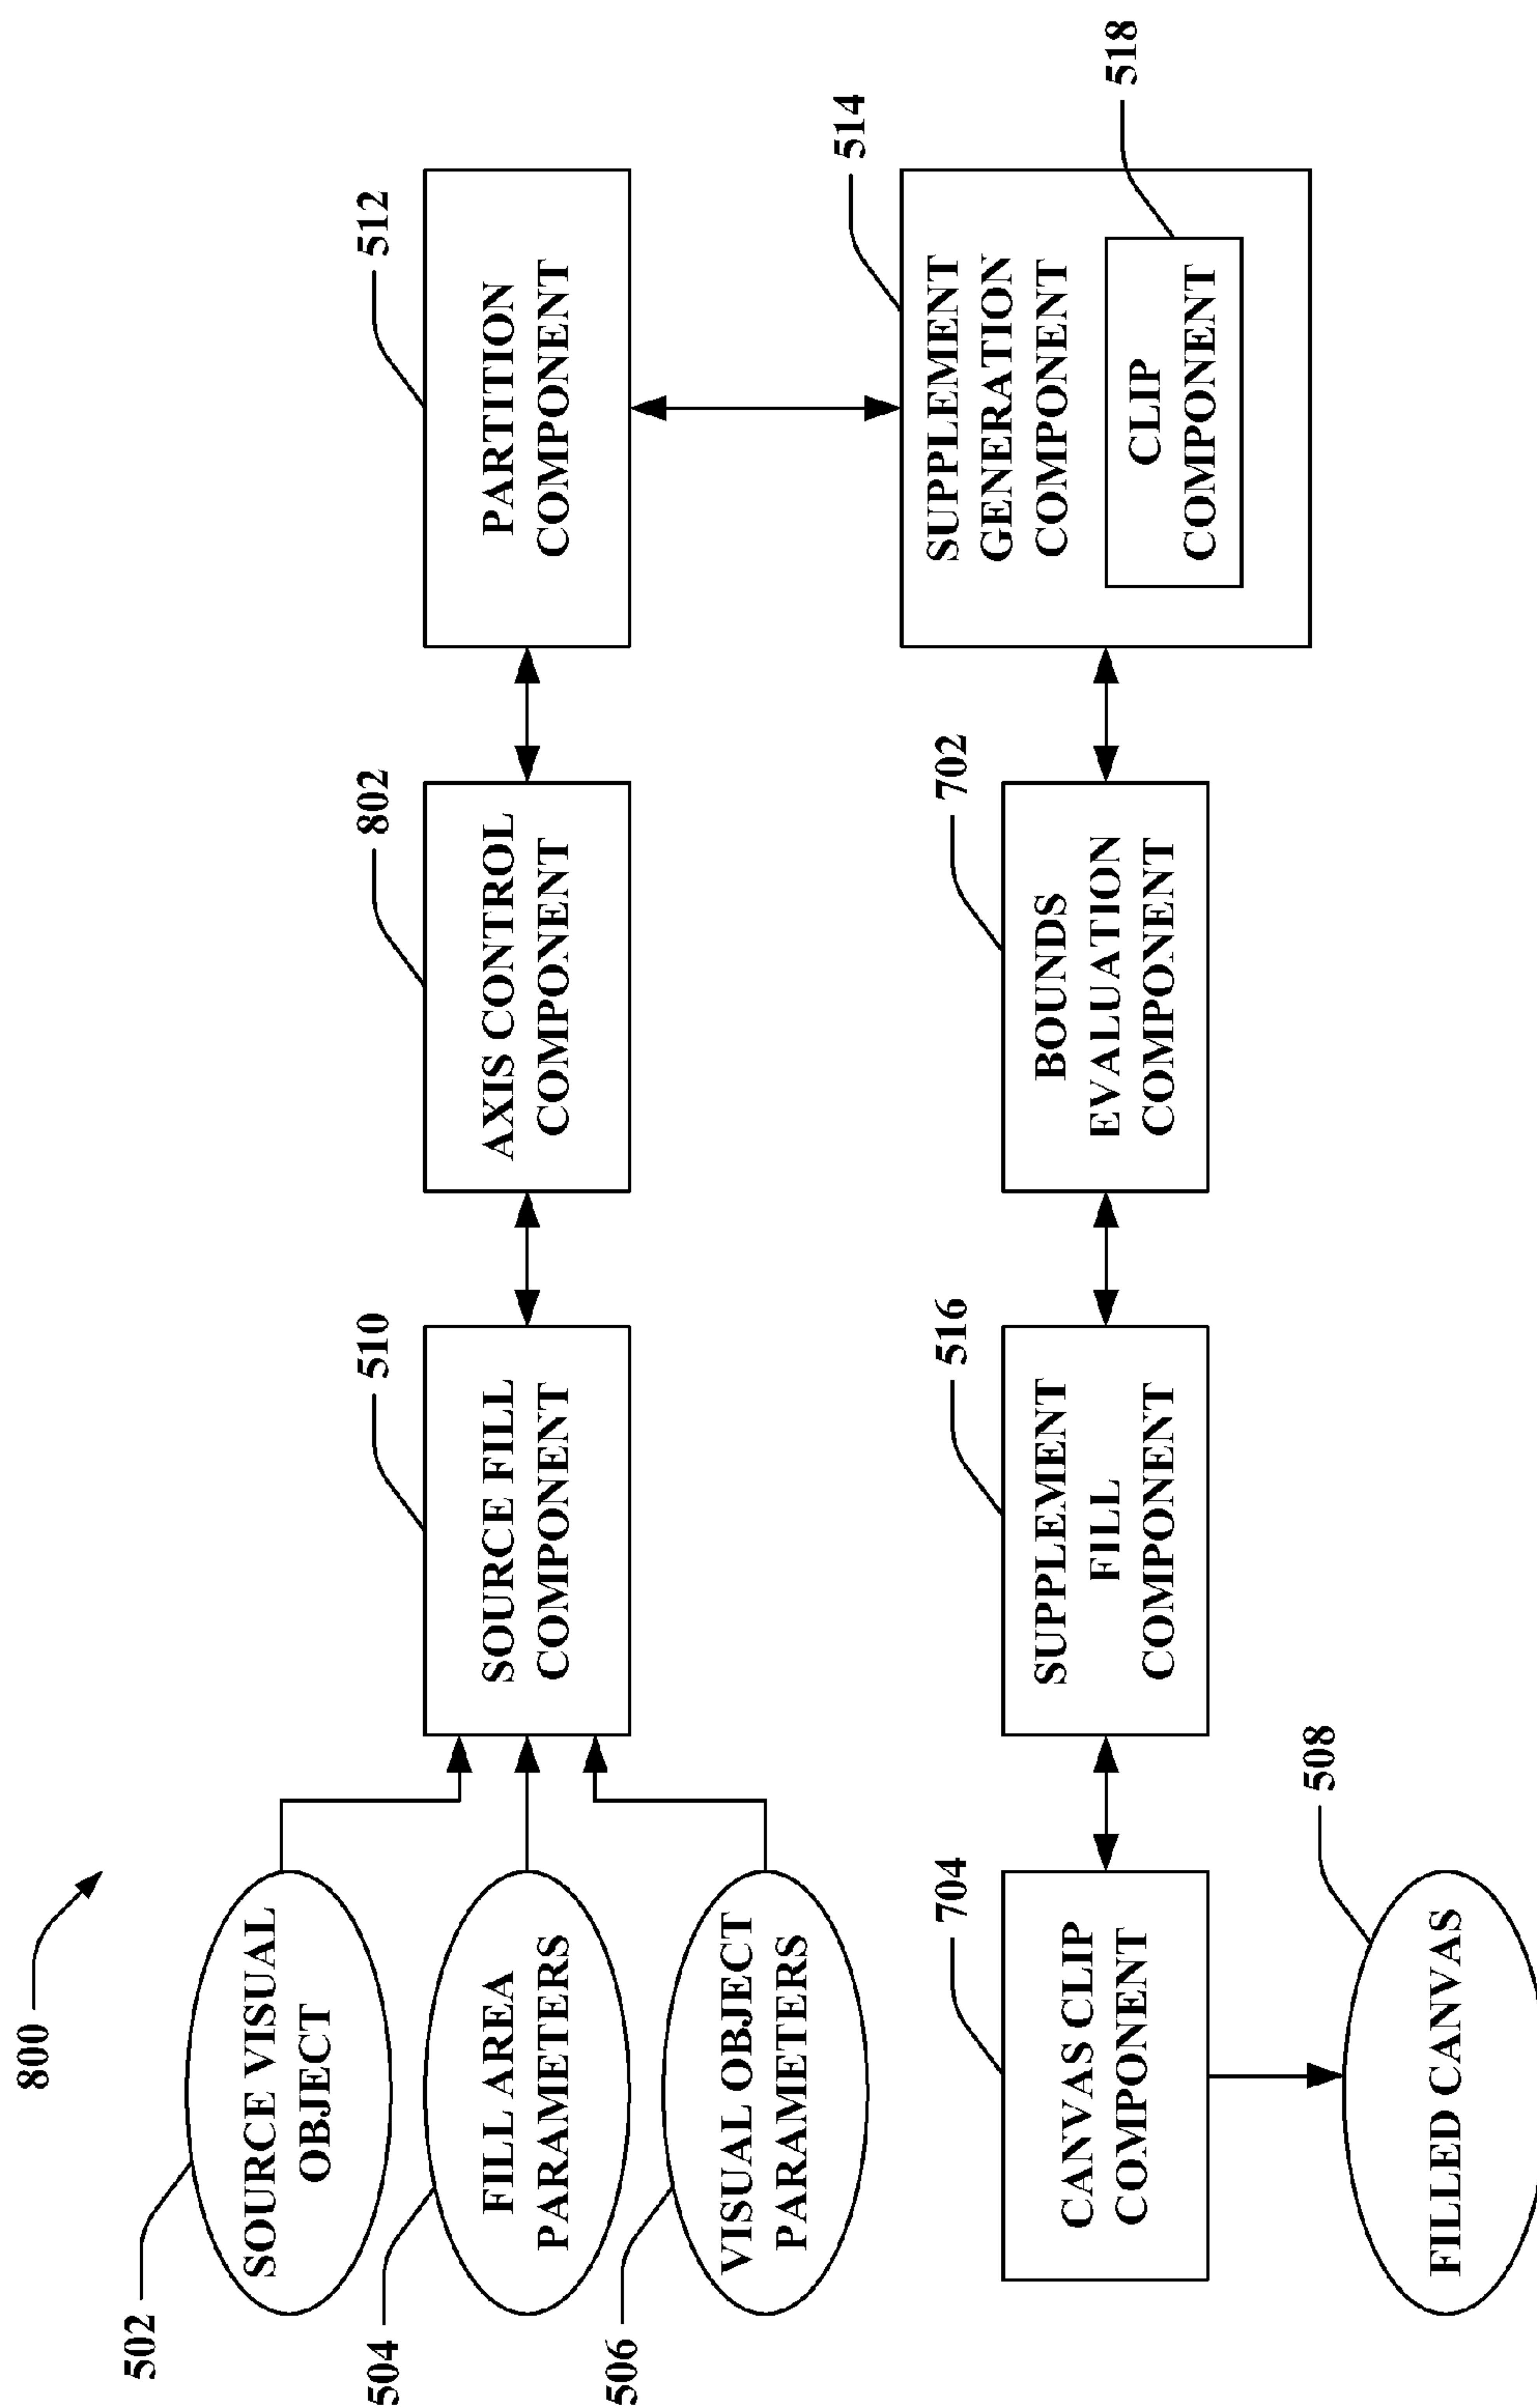 800
502
SOURCE VISUAL
OBJECT
504
FILL AREA
PARAMETERS
506
VISUAL OBJECT
PARAMETERS
510
SOURCE FILL
COMPONENT
802
AXIS CONTROL
COMPONENT
512
PARTITION
COMPONENT
514
SUPPLEMENT
GENERATION
COMPONENT
518
CLIP
COMPONENT
702
BOUNDS
EVALUATION
COMPONENT
516
SUPPLEMENT
FILL
COMPONENT
704
CANVAS CLIP
COMPONENT
508
FILLED CANVAS